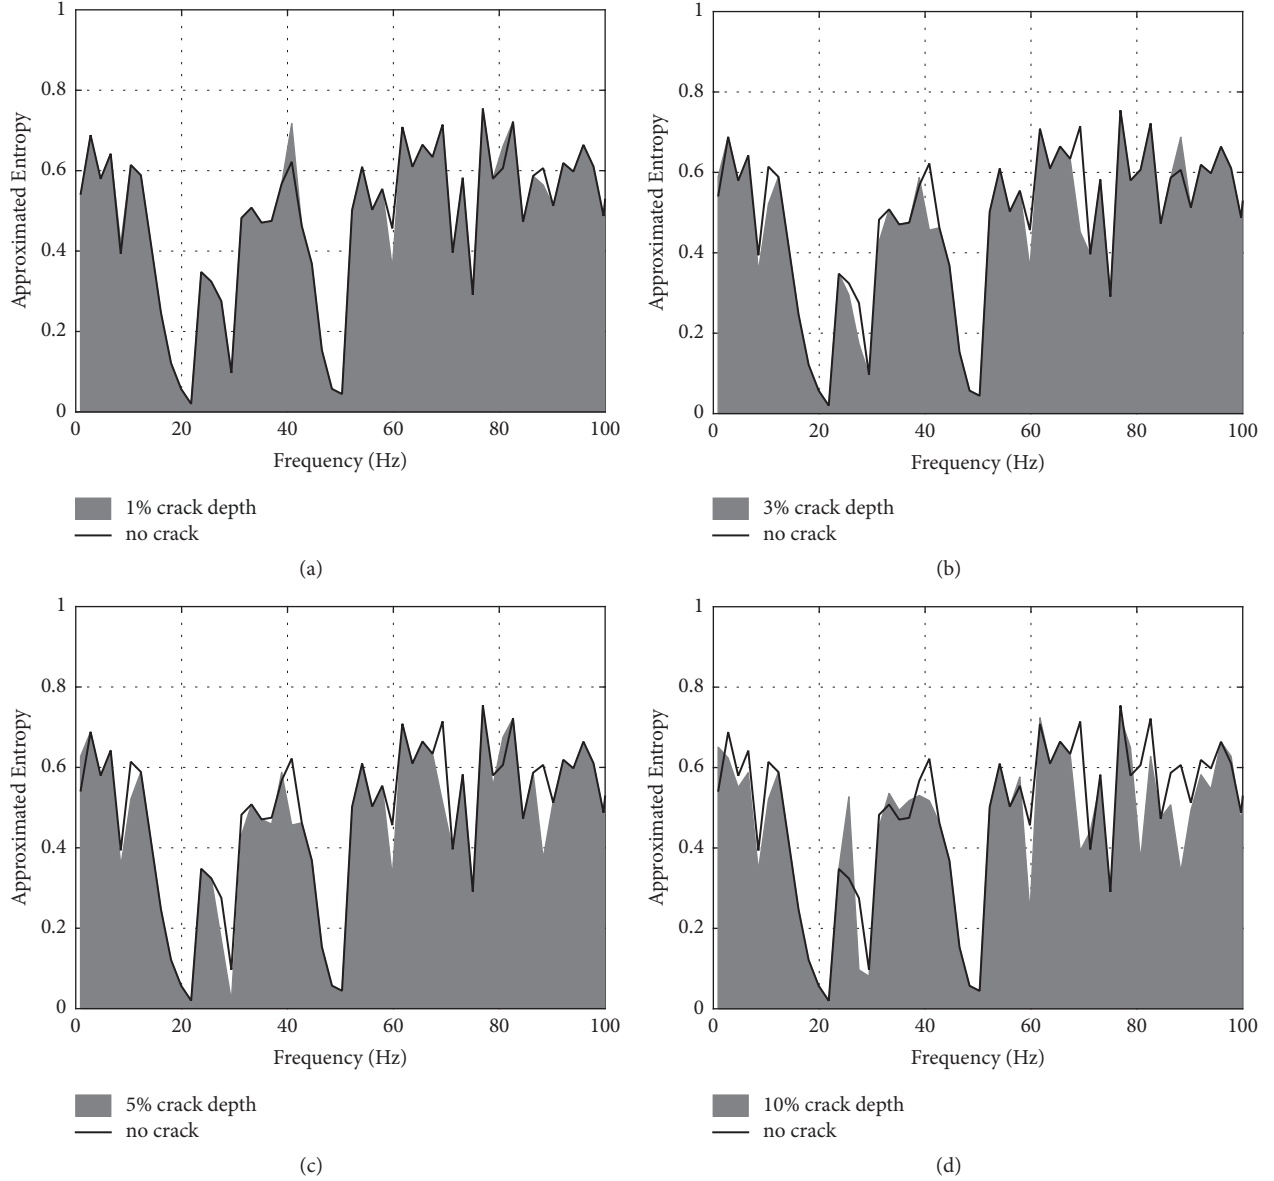 1
0.8
0.6
0.4
0.2
0
Approximated Entropy
0 20 40 60 80 100
Frequency (Hz)
1% crack depth
no crack
(a)
1
0.8
0.6
0.4
0.2
0
Approximated Entropy
0 20 40 60 80 100
Frequency (Hz)
3% crack depth
no crack
(b)
1
0.8
0.6
0.4
0.2
0
Approximated Entropy
0 20 40 60 80 100
Frequency (Hz)
5% crack depth
no crack
(c)
1
0.8
0.6
0.4
0.2
0
Approximated Entropy
0 20 40 60 80 100
Frequency (Hz)
10% crack depth
no crack
(d)